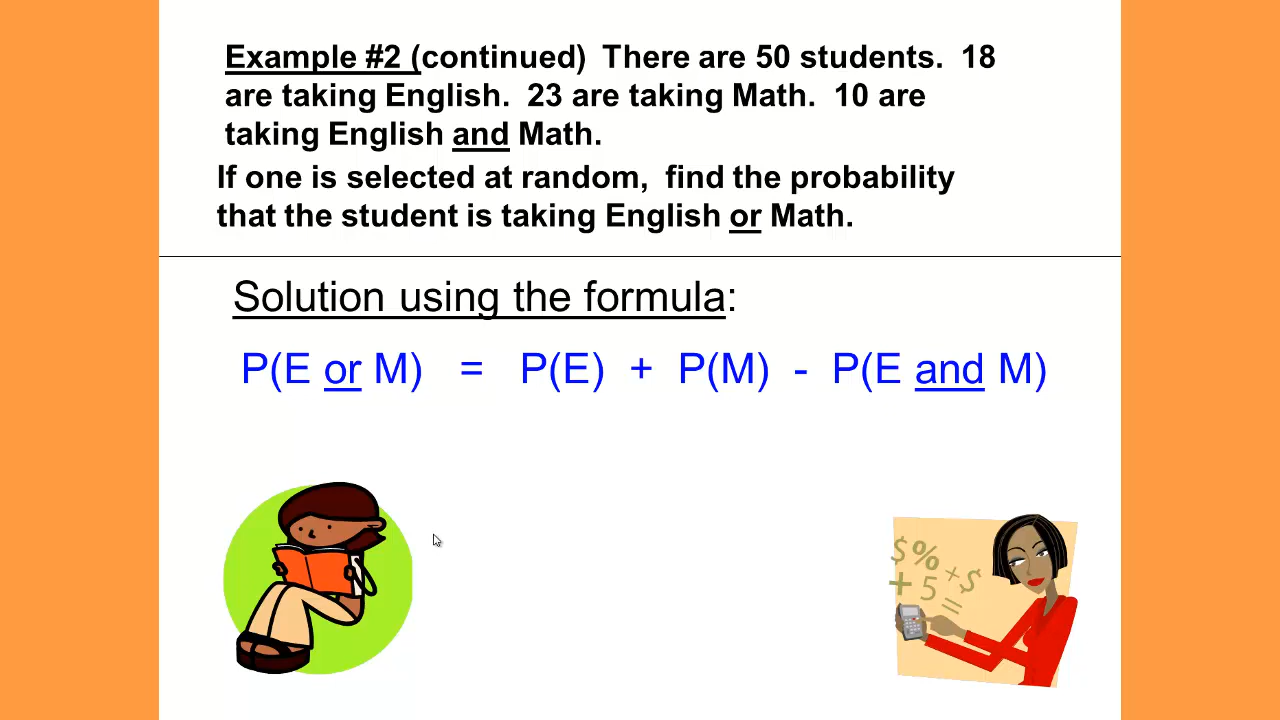 Example #2 (continued) There are 50 students. 18
are taking English. 23 are taking Math. 10 are
taking English and Math.
If one is selected at random, find the probability
that the student is taking English or Math.
Solution using the formula:
P(E or M) = P(E) + P(M) - P(E and M)
$%+$
+5=